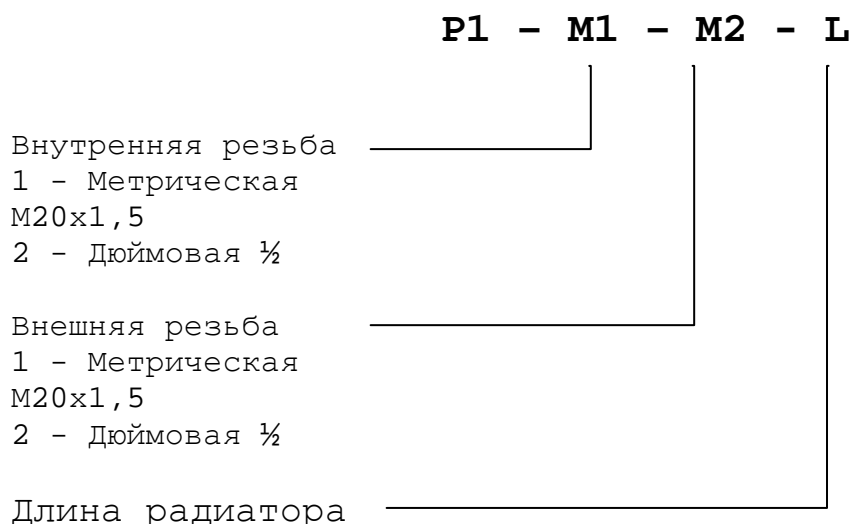 P1 – M1 – M2 - L
Внутренняя резьба
1 - Метрическая
M20x1,5
2 - Дюймовая ½
Внешняя резьба
1 - Метрическая
M20x1,5
2 - Дюймовая ½
Длина радиатора